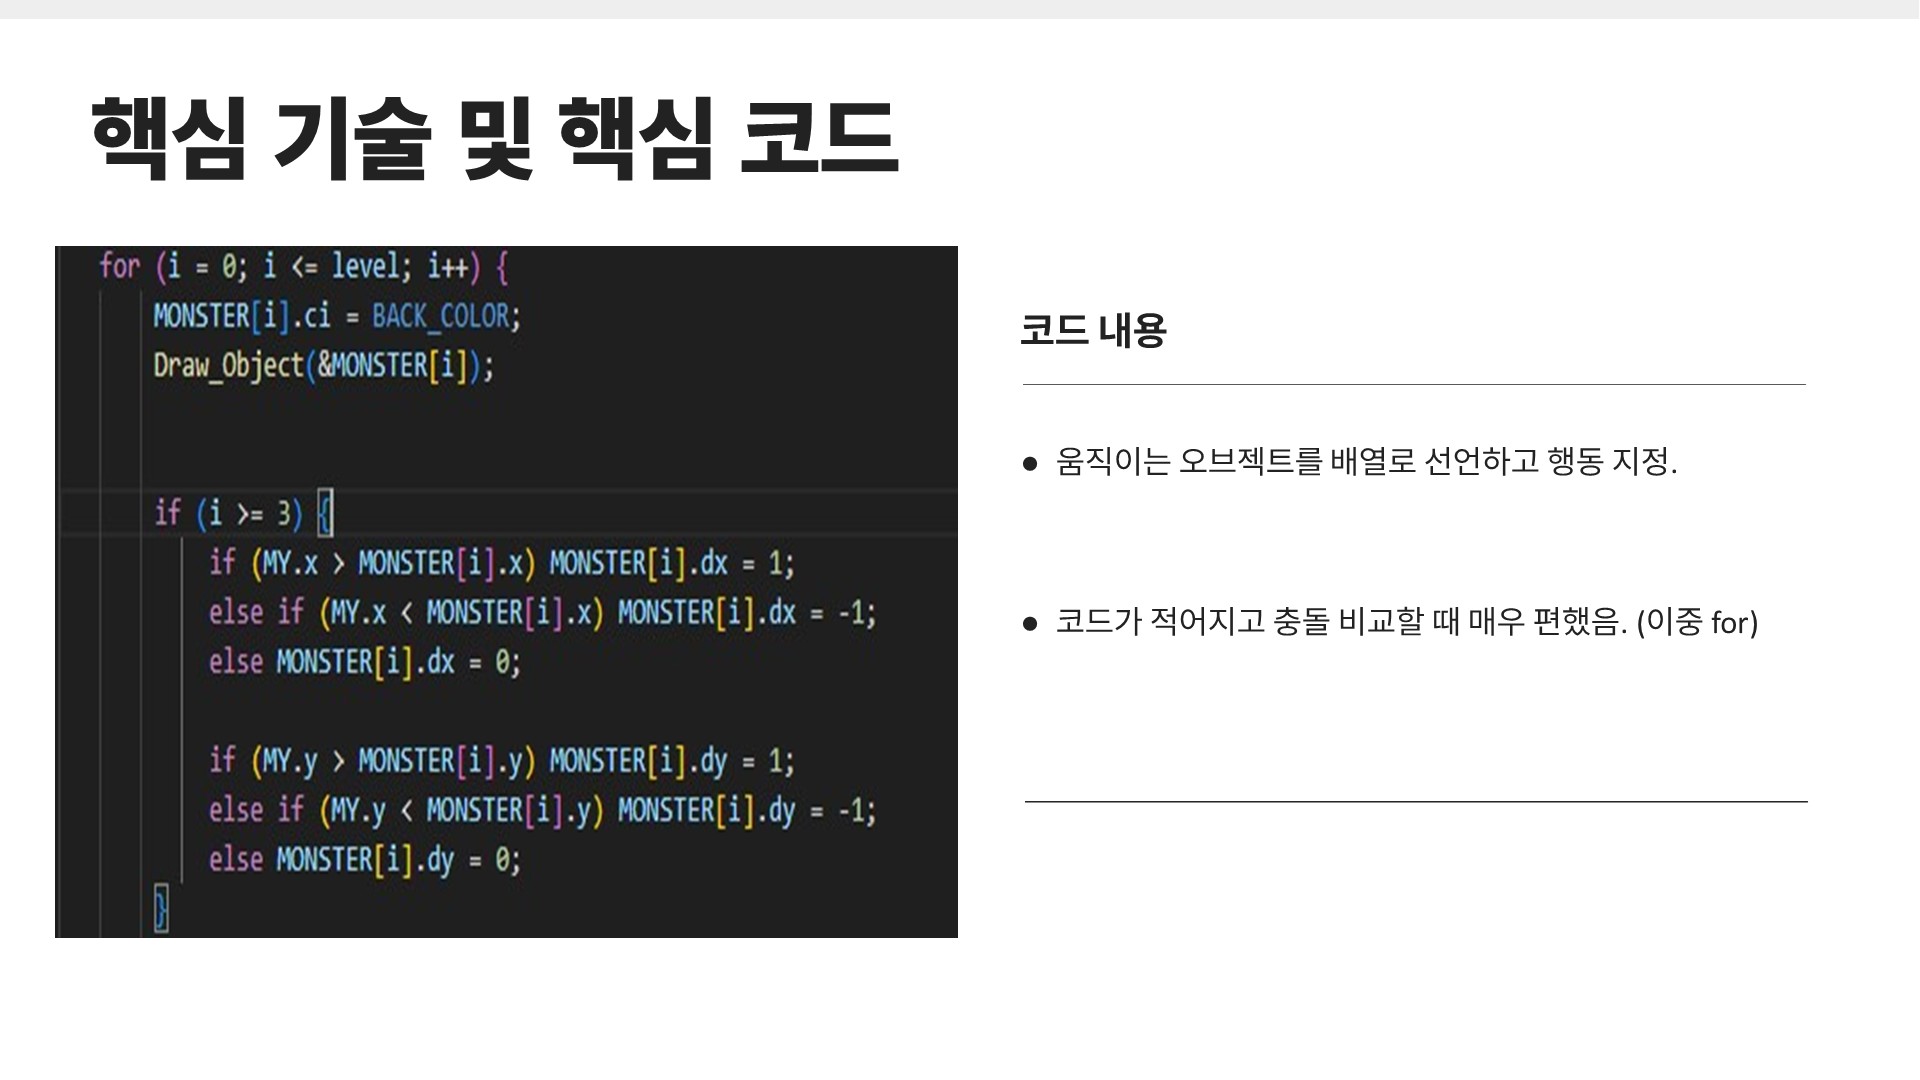 핵심 기술 및 핵심 코드
for (i = 0; i <= level; i++) {
MONSTER[i].ci = BACK_COLOR;
Draw_Object(&MONSTER[i]);
if (i >= 3) {
if (MY.x > MONSTER[i].x) MONSTER[i].dx = 1;
else if (MY.x < MONSTER[i].x) MONSTER[i].dx = -1;
else MONSTER[i].dx = 0;
if (MY.y > MONSTER[i].y) MONSTER[i].dy = 1;
else if (MY.y < MONSTER[i].y) MONSTER[i].dy = -1;
else MONSTER[i].dy = 0;
}
코드 내용
● 움직이는 오브젝트를 배열로 선언하고 행동 지정.
● 코드가 적어지고 충돌 비교할 때 매우 편했음. (이중 for)